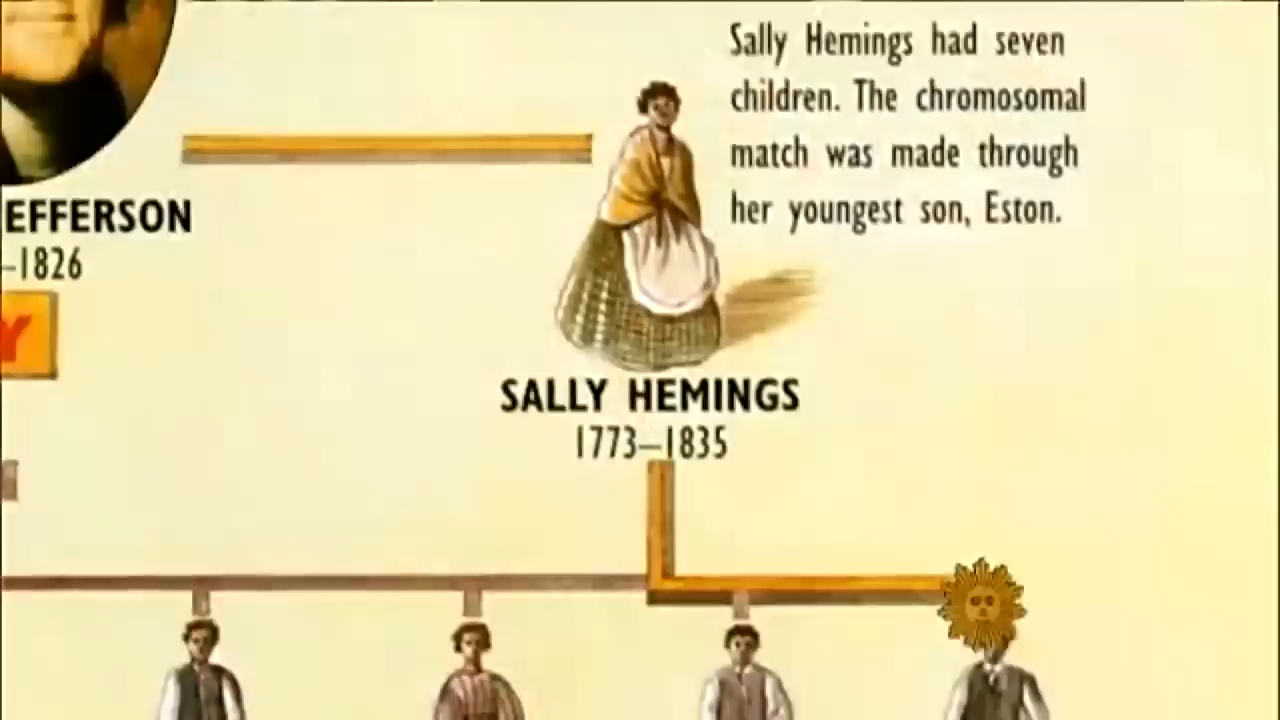 Sally Hemings had seven
children. The chromosomal
match was made through
her youngest son, Eston.
EFFERSON
–1826
Y
SALLY HEMINGS
1773–1835